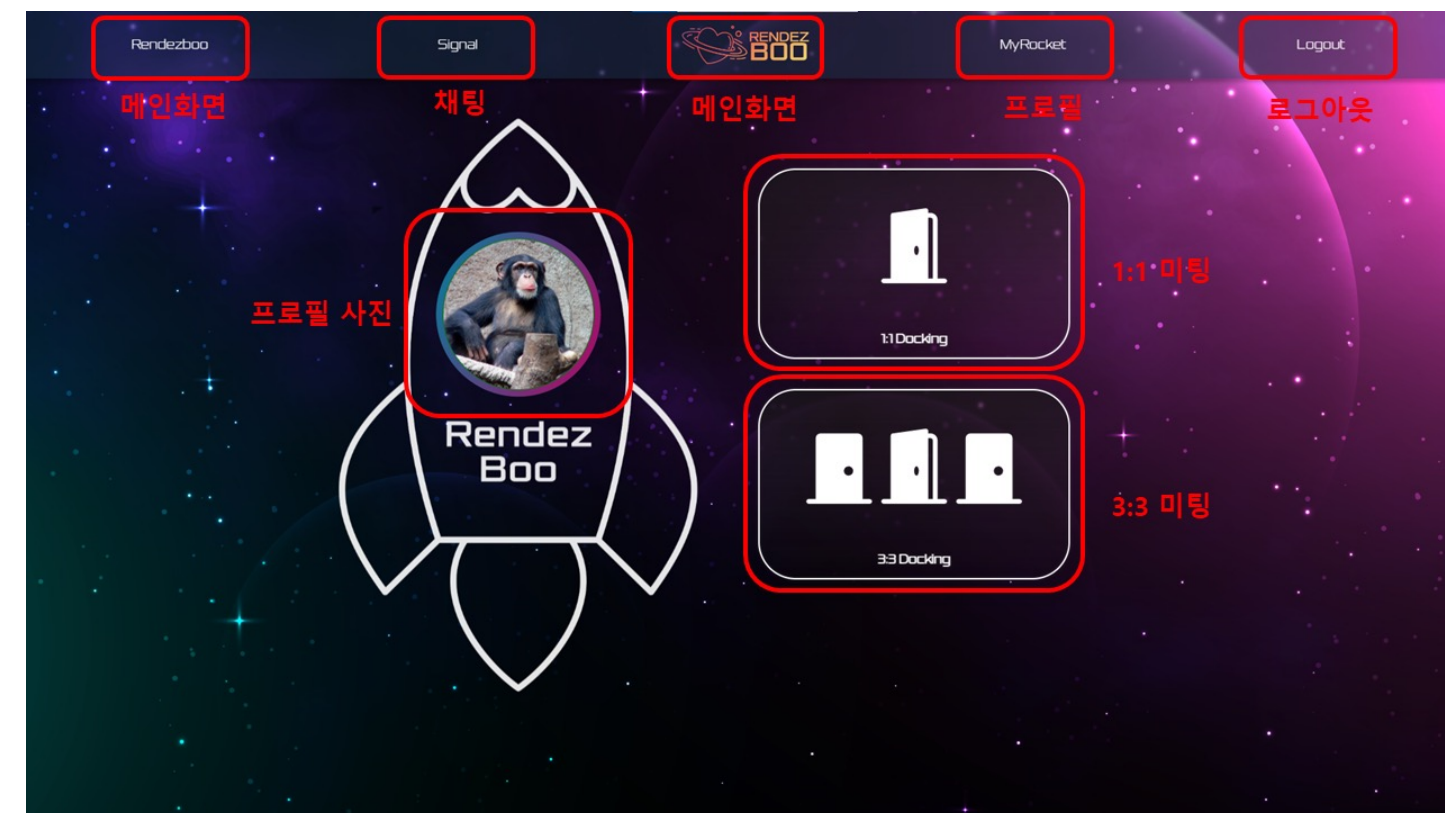 Rendezboo
Signal
RENDEZ
BOO
MyRocket
Logout
메인화면
채팅
메인화면
프로필
로그아웃
프로필 사진
Rendez
Boo
1:1 Docking
1:1 미팅
3:3 Docking
3:3 미팅